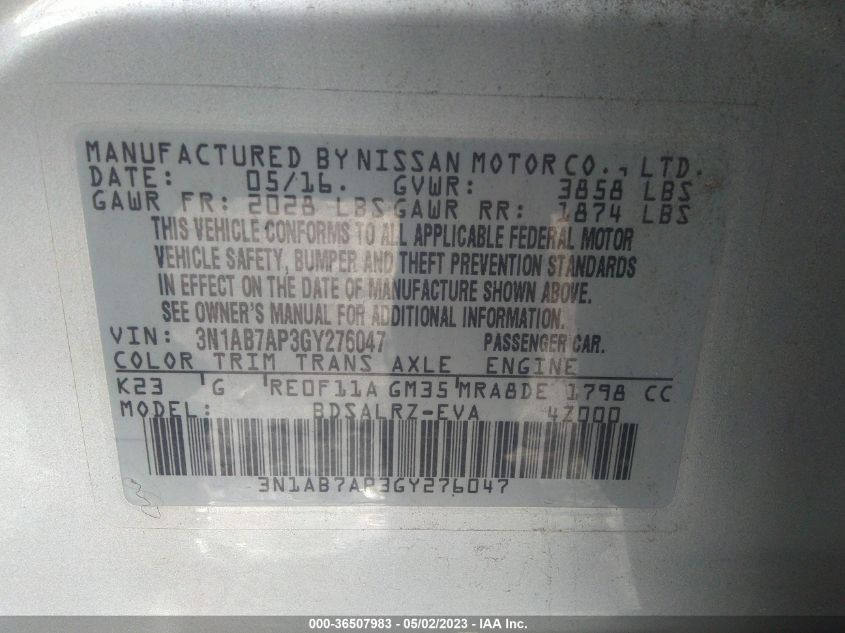 MANUFACTURED BY NISSAN MOTOR CO., LTD.
DATE: 05/16. GVWR: 3858 LBS
GAWR FR: 2028 LBS GAWR RR: 1874 LBS
THIS VEHICLE CONFORMS TO ALL APPLICABLE FEDERAL MOTOR
VEHICLE SAFETY, BUMPER AND THEFT PREVENTION STANDARDS
IN EFFECT ON THE DATE OF MANUFACTURE SHOWN ABOVE.
SEE OWNER'S MANUAL FOR ADDITIONAL INFORMATION
VIN: 3N1AB7AP3GY276047 PASSENGER CAR.
COLOR TRIM TRANS AXLE ENGINE
K23 G RE0F11A GM35 MRA8DE 1798 CC
MODEL: BDSALRZ-EVA 4Z000
3N1AB7AP3GY276047
000-36507983 - 05/02/2023 - IAA Inc.